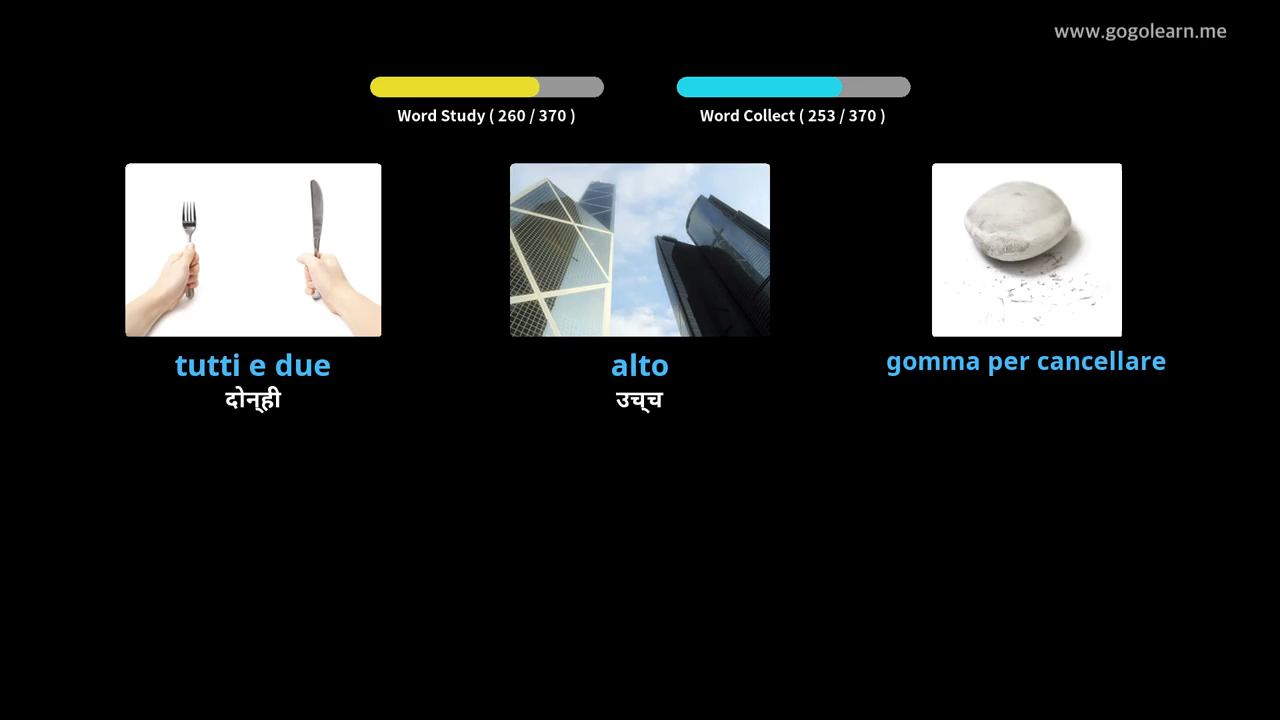 www.gogolearn.me
Word Study ( 260 / 370 )
Word Collect ( 253 / 370 )
tutti e due
दोन्ही
alto
उच्च
gomma per cancellare